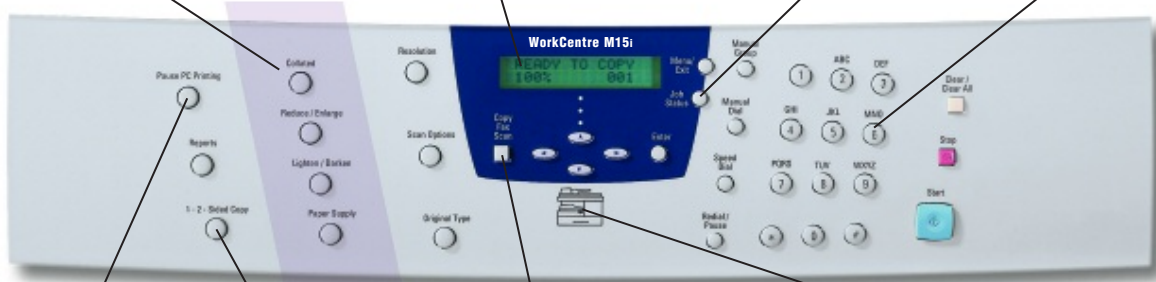 WorkCentre M15i
READY TO COPY
100% 001
Pause PC Printing
Reports
1 - 2 - Sided Copy
Collated
Reduce / Enlarge
Lighten / Darken
Paper Supply
Resolution
Scan Options
Original Type
Copy
Fax
Scan
Menu/
Exit
Job
Status
Enter
Manual
Group
Manual
Dial
Speed
Dial
Redial /
Pause
ABC DEF
1 2 3
GHI JKL MNO
4 5 6
PQRS TUV WXYZ
7 8 9
* 0 #
Clear /
Clear All
Stop
Start